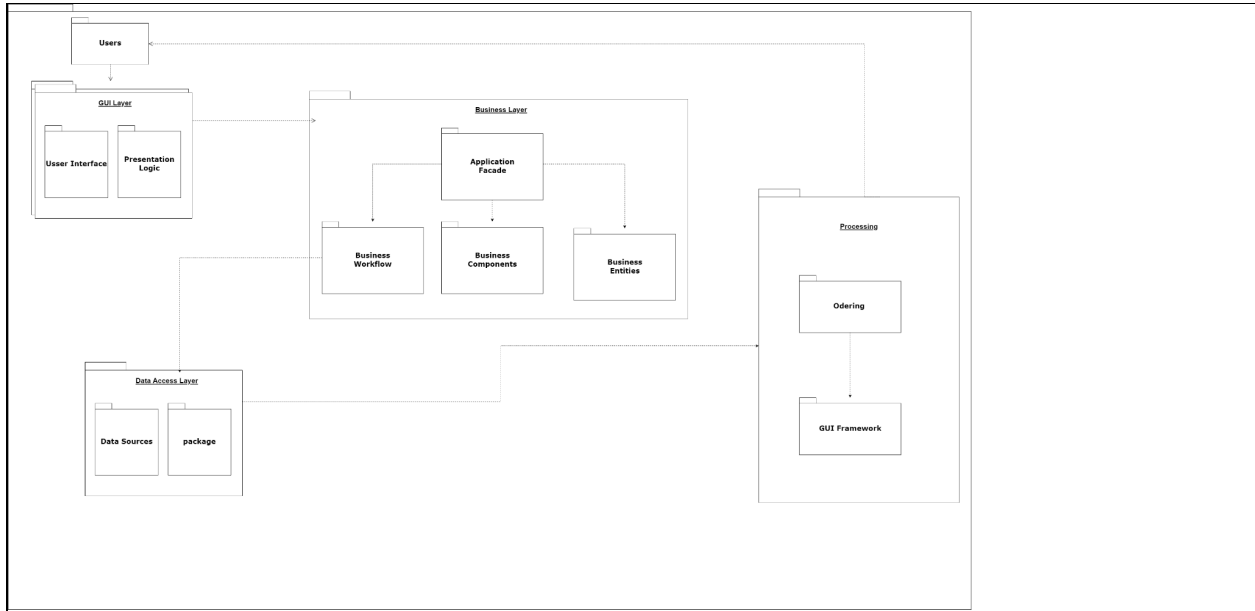 Users
GUI Layer
Usser Interface
Presentation
Logic
Business Layer
Application
Facade
Business
Workflow
Business
Components
Business
Entities
Processing
Odering
GUI Framework
Data Access Layer
Data Sources
package